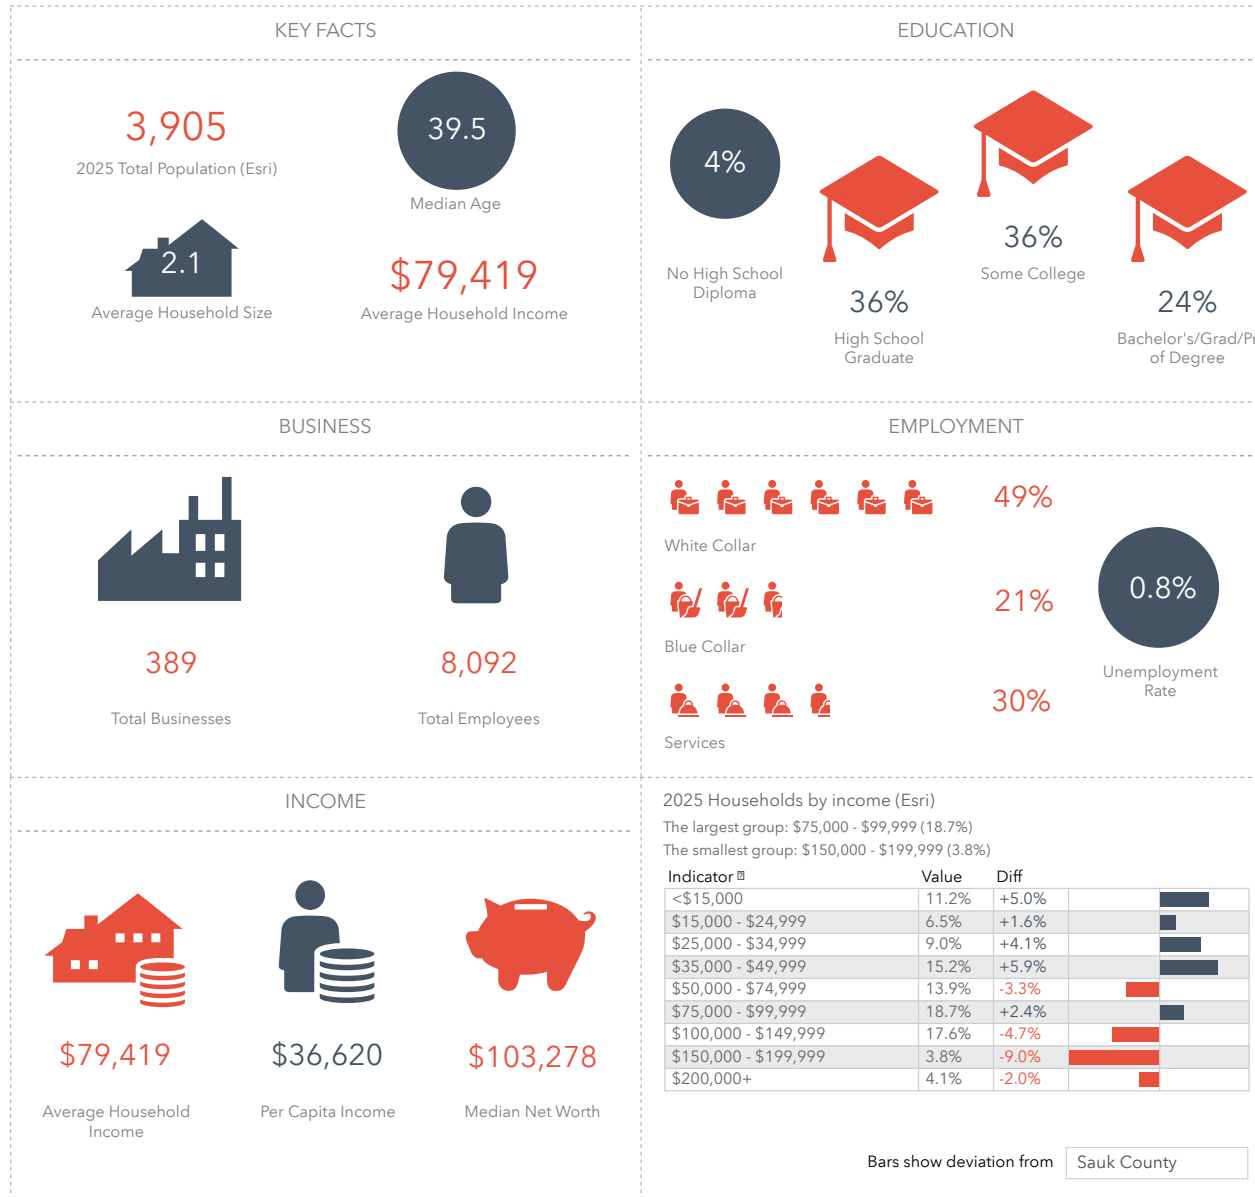 KEY FACTS
3,905
2025 Total Population (Esri)
39.5
Median Age
2.1
Average Household Size
$79,419
Average Household Income
EDUCATION
4%
No High School
Diploma
36%
High School
Graduate
36%
Some College
24%
Bachelor's/Grad/Pr
of Degree
BUSINESS
389
Total Businesses
8,092
Total Employees
EMPLOYMENT
49%
White Collar
21%
Blue Collar
30%
Services
0.8%
Unemployment
Rate
INCOME
$79,419
Average Household
Income
$36,620
Per Capita Income
$103,278
Median Net Worth
2025 Households by income (Esri)
The largest group: $75,000 - $99,999 (18.7%)
The smallest group: $150,000 - $199,999 (3.8%)
Indicator Value Diff
<$15,000 11.2% +5.0%
$15,000 - $24,999 6.5% +1.6%
$25,000 - $34,999 9.0% +4.1%
$35,000 - $49,999 15.2% +5.9%
$50,000 - $74,999 13.9% -3.3%
$75,000 - $99,999 18.7% +2.4%
$100,000 - $149,999 17.6% -4.7%
$150,000 - $199,999 3.8% -9.0%
$200,000+ 4.1% -2.0%
Bars show deviation from Sauk County